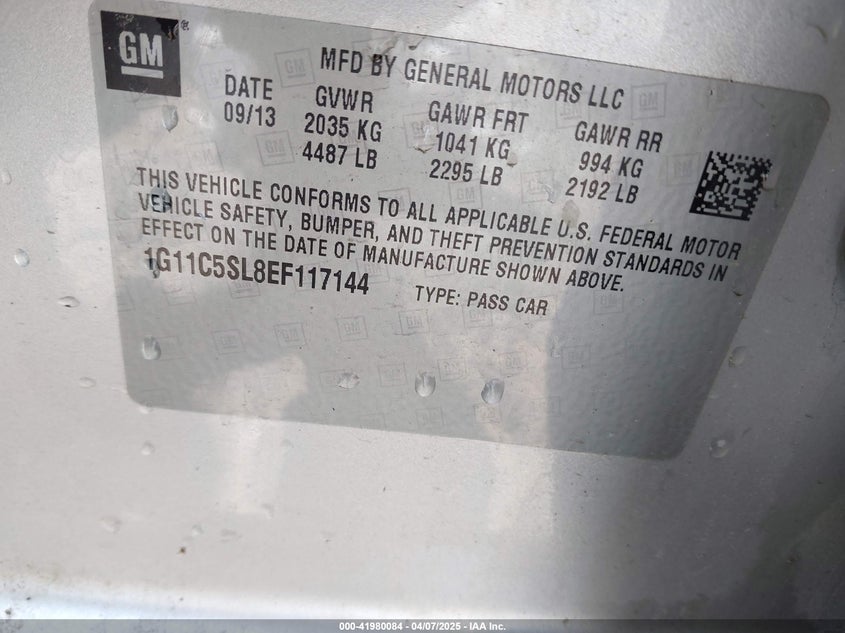 GM
MFD BY GENERAL MOTORS LLC
DATE GVWR GAWR FRT GAWR RR
09/13 2035 KG 1041 KG 994 KG
4487 LB 2295 LB 2192 LB
THIS VEHICLE CONFORMS TO ALL APPLICABLE U.S. FEDERAL MOTOR
VEHICLE SAFETY, BUMPER, AND THEFT PREVENTION STANDARDS IN
EFFECT ON THE DATE OF MANUFACTURE SHOWN ABOVE.
1G11C5SL8EF117144 TYPE: PASS CAR
000-41980084 - 04/07/2025 - IAA Inc.